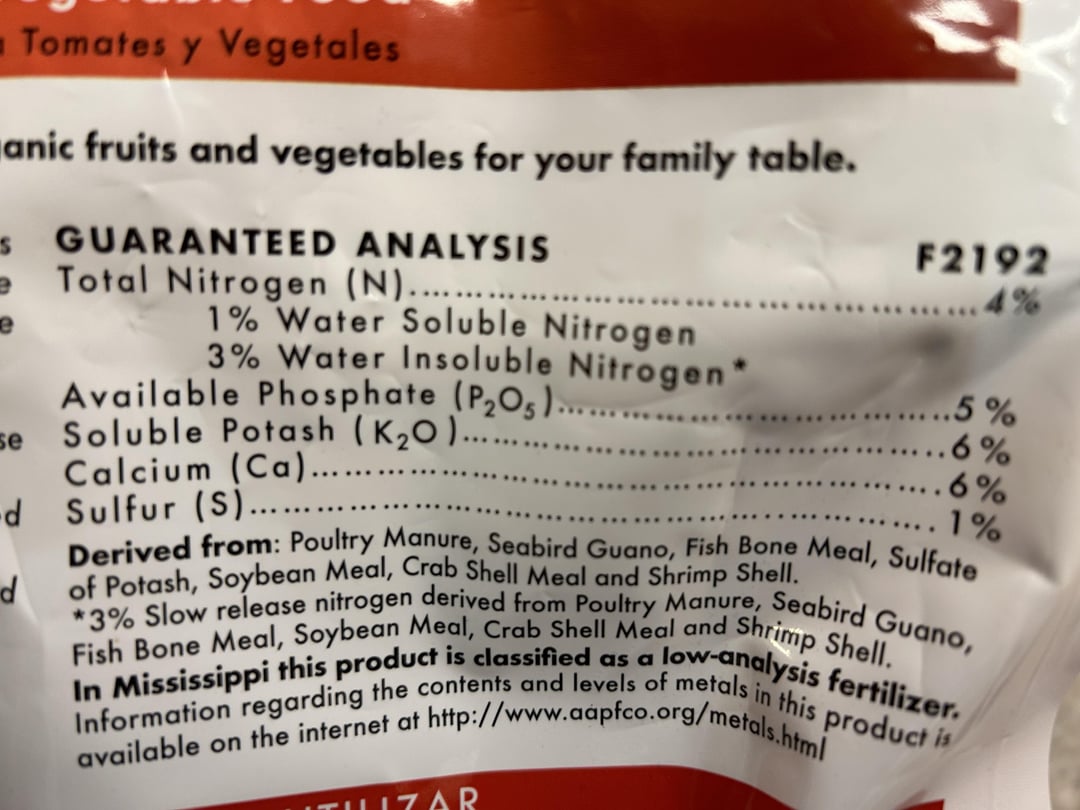 Tomates y Vegetales
fruits and vegetables for your family table.
GUARANTEED ANALYSIS F2192
Total Nitrogen (N)................................................4%
1% Water Soluble Nitrogen
3% Water Insoluble Nitrogen*
Available Phosphate (P₂O₅)................................5%
Soluble Potash (K₂O)..........................................6%
Calcium (Ca)......................................................6%
Sulfur (S)............................................................1%
Derived from: Poultry Manure, Seabird Guano, Fish Bone Meal, Sulfate
of Potash, Soybean Meal, Crab Shell Meal and Shrimp Shell.
*3% Slow release nitrogen derived from Poultry Manure, Seabird Guano,
Fish Bone Meal, Soybean Meal, Crab Shell Meal and Shrimp Shell.
In Mississippi this product is classified as a low-analysis fertilizer.
Information regarding the contents and levels of metals in this product is
available on the internet at http://www.aapfco.org/metals.html